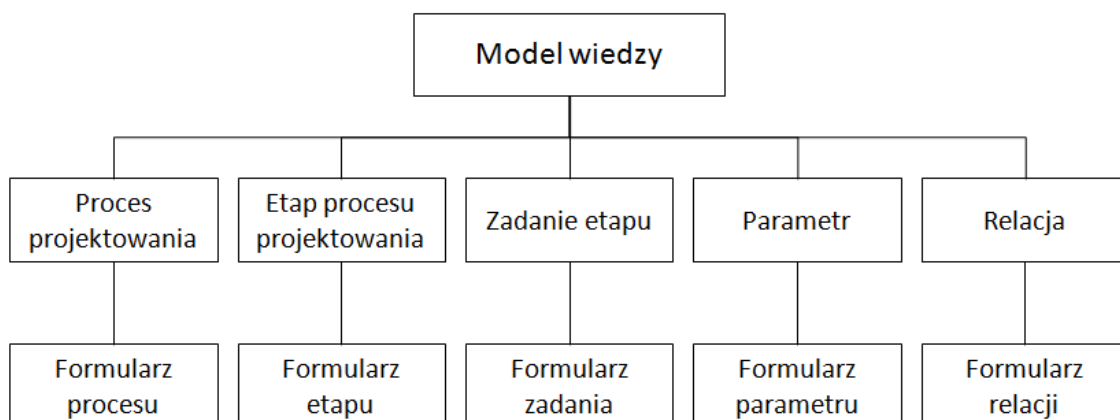 Model wiedzy
Proces
projektowania
Etap procesu
projektowania
Zadanie etapu
Parametr
Relacja
Formularz
procesu
Formularz
etapu
Formularz
zadania
Formularz
parametru
Formularz
relacji